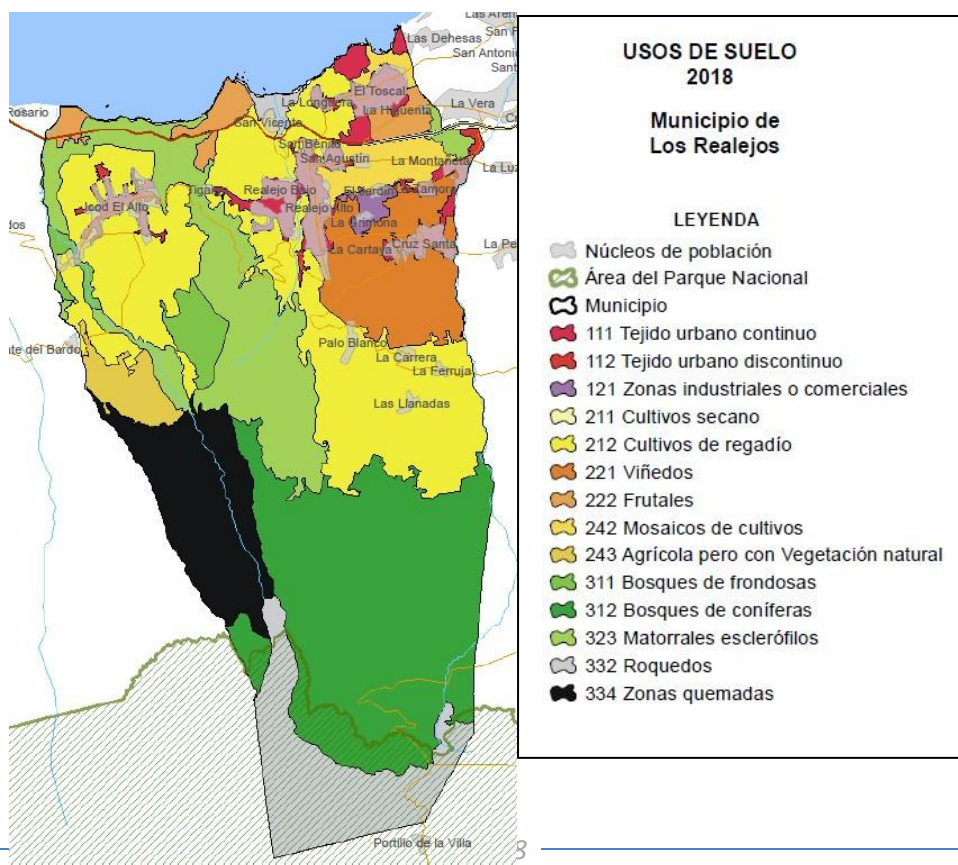 Las Dehesas
San Antonio
El Toscal
La Longuera
La Higuerita
La Vera
Rosario
San Vicente
San Benito
San Agustín
La Montañeta
Tigaiga
Realejo Bajo
El Jardín
La Zamora
Icod El Alto
Realejo Alto
La Grimona
La Cartaya
Cruz Santa
Palo Blanco
La Carrera
La Ferruja
Las Llanadas
Portillo de la Villa
USOS DE SUELO
2018
Municipio de
Los Realejos
LEYENDA
Núcleos de población
Área del Parque Nacional
Municipio
111 Tejido urbano continuo
112 Tejido urbano discontinuo
121 Zonas industriales o comerciales
211 Cultivos secano
212 Cultivos de regadío
221 Viñedos
222 Frutales
242 Mosaicos de cultivos
243 Agrícola pero con Vegetación natural
311 Bosques de frondosas
312 Bosques de coníferas
323 Matorrales esclerófilos
332 Roquedos
334 Zonas quemadas